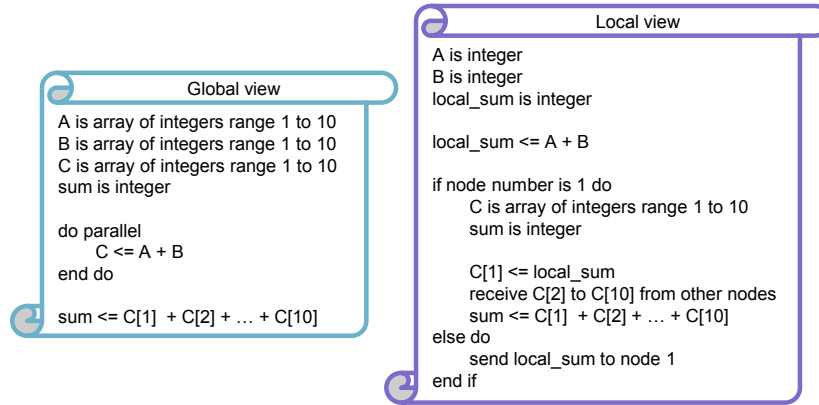 Global view
A is array of integers range 1 to 10
B is array of integers range 1 to 10
C is array of integers range 1 to 10
sum is integer
do parallel
C <= A + B
end do
sum <= C[1] + C[2] + … + C[10]
Local view
A is integer
B is integer
local_sum is integer
local_sum <= A + B
if node number is 1 do
C is array of integers range 1 to 10
sum is integer
C[1] <= local_sum
receive C[2] to C[10] from other nodes
sum <= C[1] + C[2] + … + C[10]
else do
send local_sum to node 1
end if